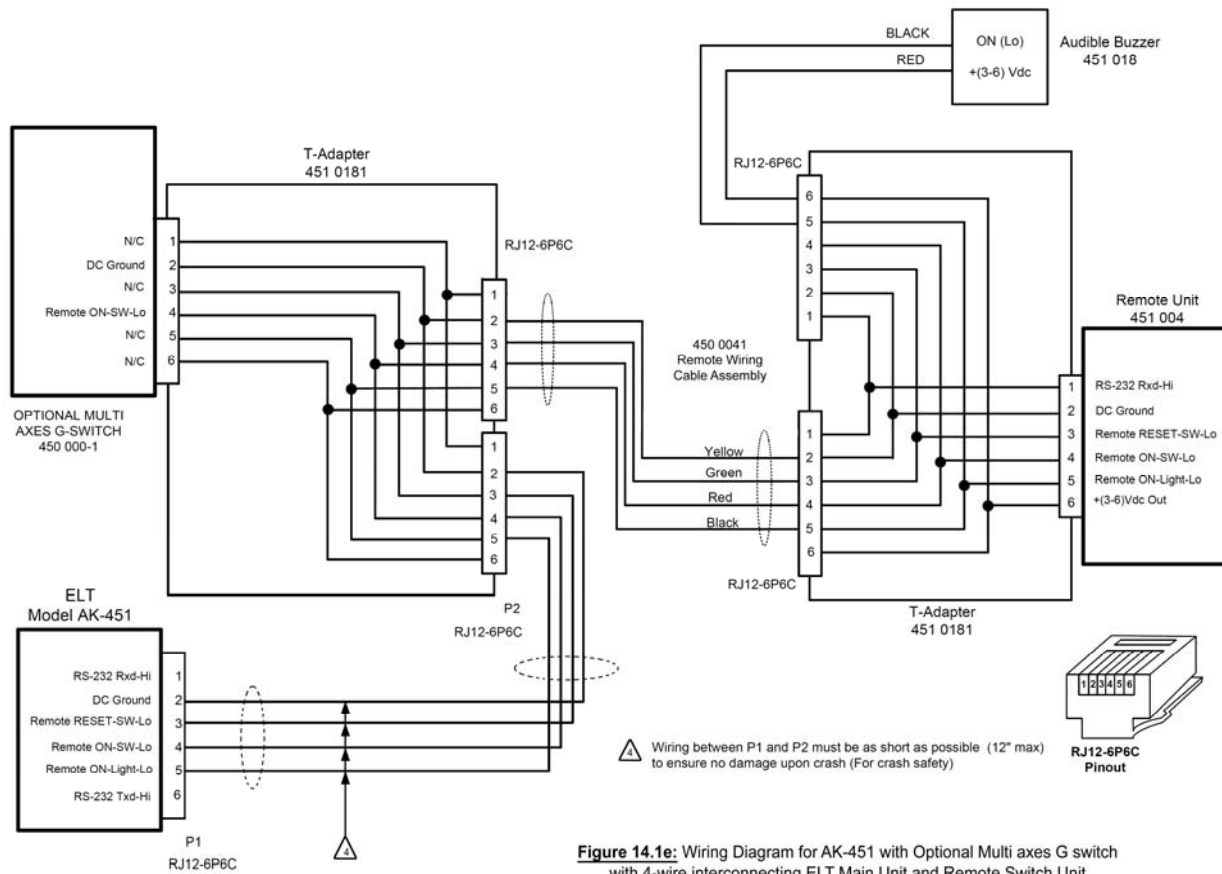 BLACK
ON (Lo)
RED
+(3-6) Vdc
Audible Buzzer
451 018
T-Adapter
451 0181
RJ12-6P6C
N/C 1
DC Ground 2
N/C 3
Remote ON-SW-Lo 4
N/C 5
N/C 6
OPTIONAL MULTI
AXES G-SWITCH
450 000-1
RJ12-6P6C
1
2
3
4
5
6
1
2
3
4
5
6
P2
RJ12-6P6C
450 0041
Remote Wiring
Cable Assembly
Yellow
Green
Red
Black
6
5
4
3
2
1
1
2
3
4
5
6
RJ12-6P6C
Remote Unit
451 004
1 RS-232 Rxd-Hi
2 DC Ground
3 Remote RESET-SW-Lo
4 Remote ON-SW-Lo
5 Remote ON-Light-Lo
6 +(3-6)Vdc Out
T-Adapter
451 0181
ELT
Model AK-451
RS-232 Rxd-Hi 1
DC Ground 2
Remote RESET-SW-Lo 3
Remote ON-SW-Lo 4
Remote ON-Light-Lo 5
RS-232 Txd-Hi 6
P1
RJ12-6P6C
4
4 Wiring between P1 and P2 must be as short as possible (12" max)
to ensure no damage upon crash (For crash safety)
1 2 3 4 5 6
RJ12-6P6C
Pinout
Figure 14.1e: Wiring Diagram for AK-451 with Optional Multi axes G switch
with 4-wire interconnecting ELT Main Unit and Remote Switch Unit